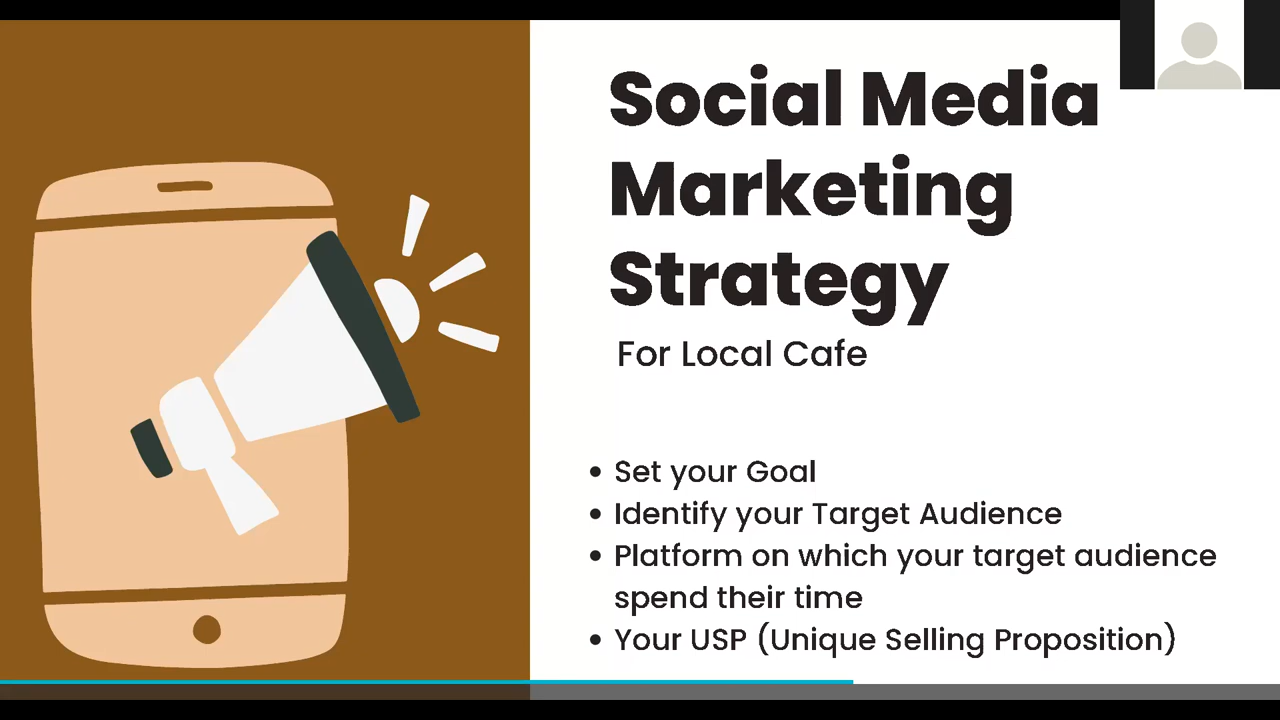 Social Media
Marketing
Strategy
For Local Cafe
• Set your Goal
• Identify your Target Audience
• Platform on which your target audience
spend their time
• Your USP (Unique Selling Proposition)